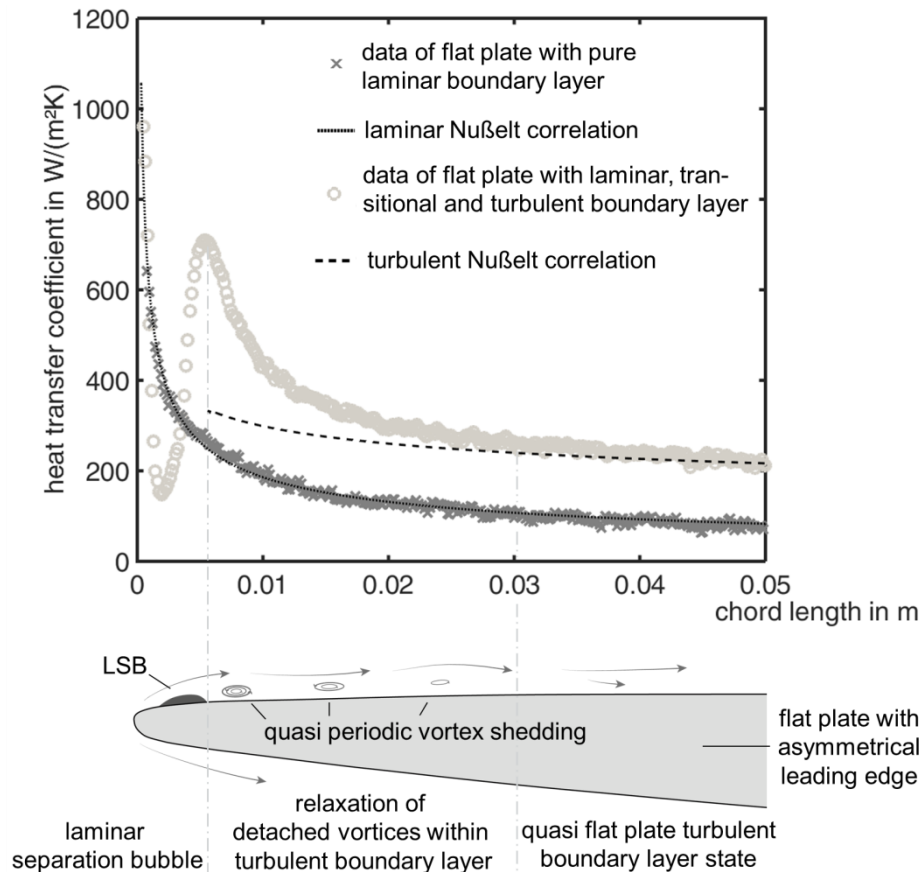 1200
1000
800
600
400
200
0
heat transfer coefficient in W/(m²K)
data of flat plate with pure
laminar boundary layer
laminar Nußelt correlation
data of flat plate with laminar, tran-
sitional and turbulent boundary layer
turbulent Nußelt correlation
0
0.01
0.02
0.03
0.04
0.05
chord length in m
LSB
quasi periodic vortex shedding
flat plate with
asymmetrical
leading edge
laminar
separation bubble
relaxation of
detached vortices within
turbulent boundary layer
quasi flat plate turbulent
boundary layer state